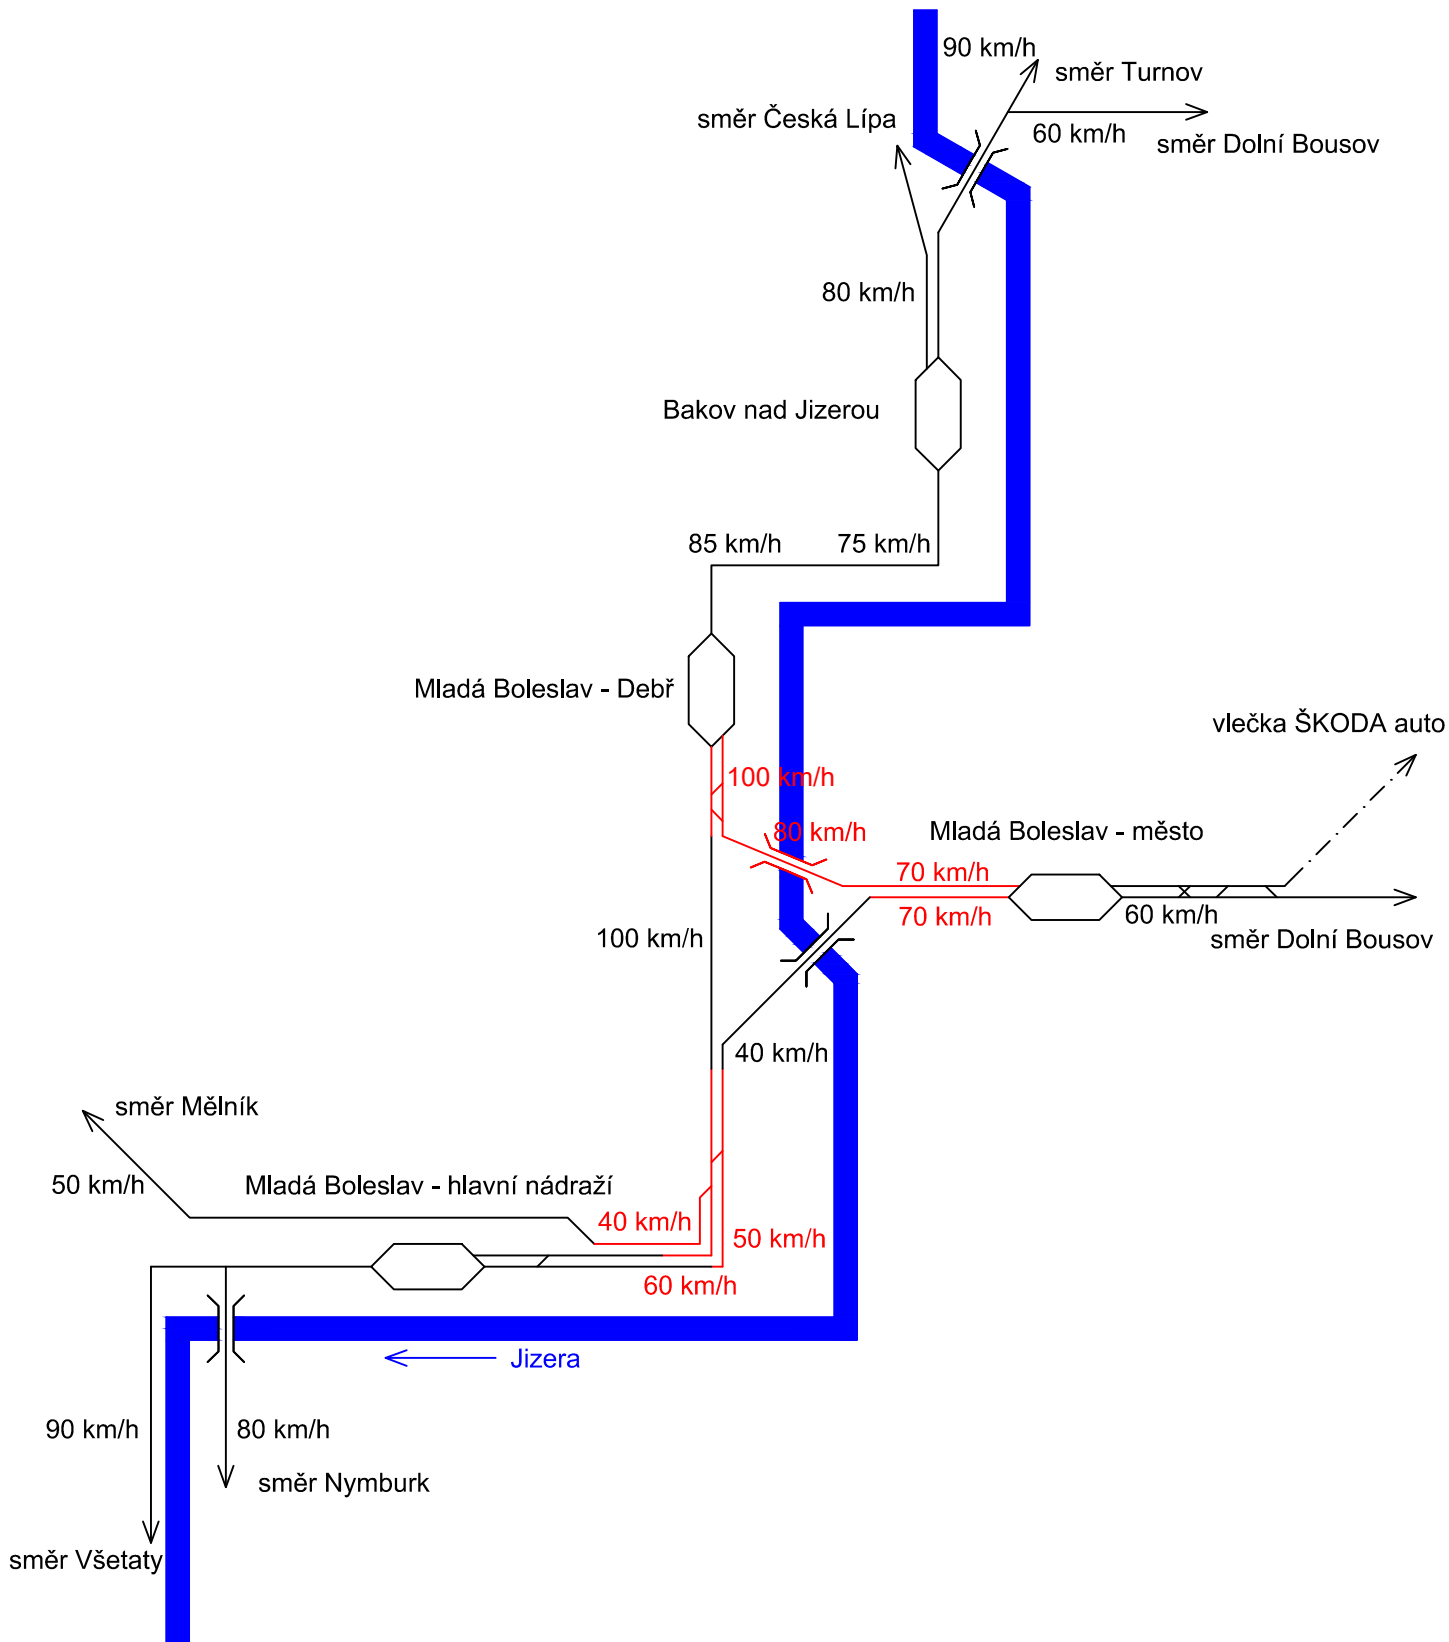 90 km/h
směr Turnov
směr Česká Lípa
60 km/h
směr Dolní Bousov
80 km/h
Bakov nad Jizerou
85 km/h
75 km/h
Mladá Boleslav - Debř
vlečka ŠKODA auto
100 km/h
80 km/h
Mladá Boleslav - město
70 km/h
70 km/h
60 km/h
100 km/h
směr Dolní Bousov
40 km/h
směr Mělník
50 km/h
Mladá Boleslav - hlavní nádraží
40 km/h
50 km/h
60 km/h
Jizera
90 km/h
80 km/h
směr Nymburk
směr Všetaty